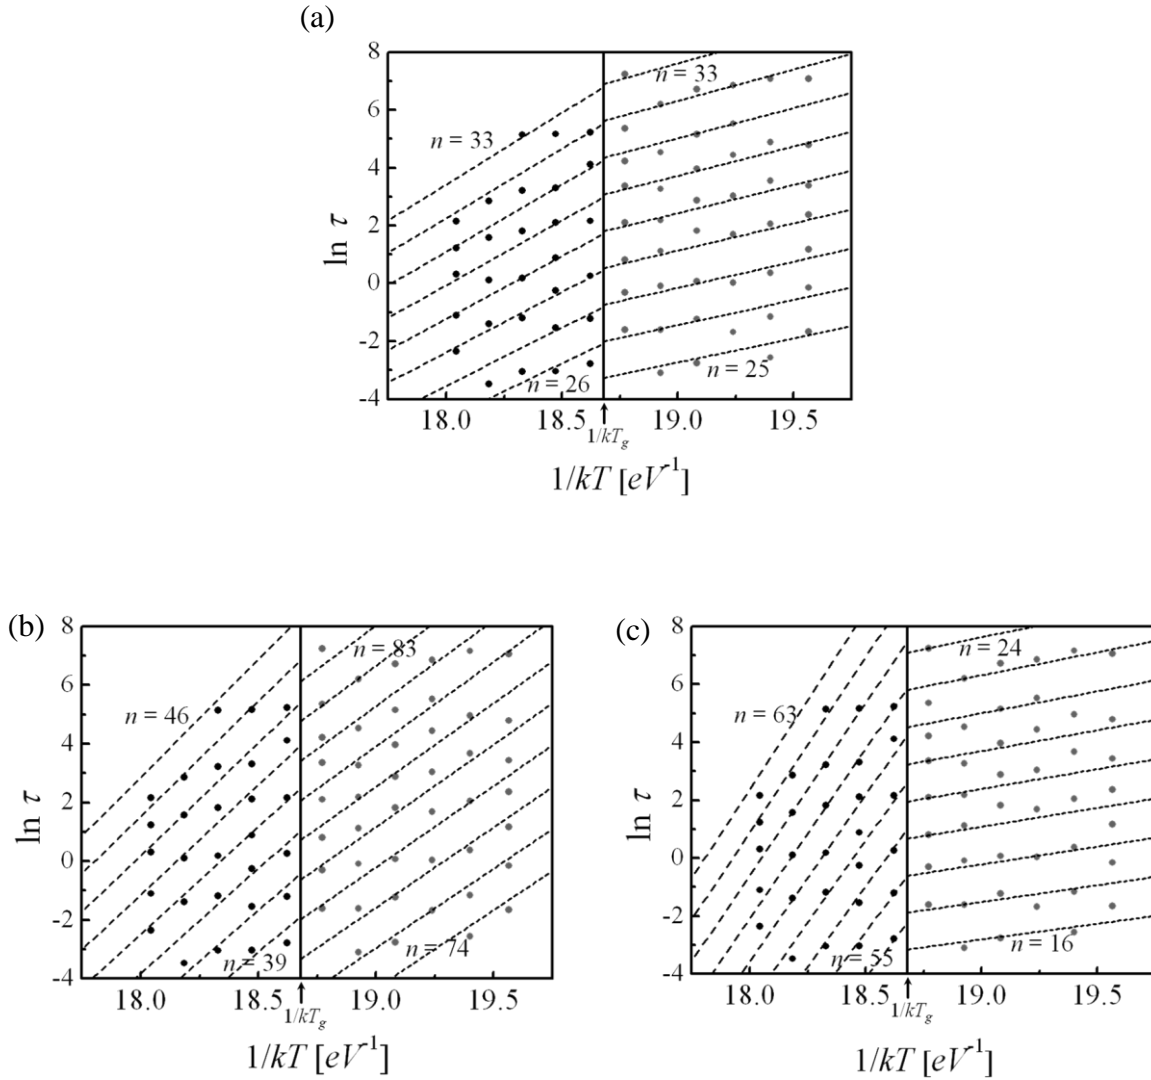 (a)
8
6
4
2
0
-2
-4
ln τ
n = 33
n = 33
n = 26
n = 25
18.0
18.5
19.0
19.5
1/kTg
1/kT [eV-1]
(b)
8
6
4
2
0
-2
-4
ln τ
n = 46
n = 83
n = 39
n = 74
18.0
18.5
19.0
19.5
1/kTg
1/kT [eV-1]
(c)
8
6
4
2
0
-2
-4
ln τ
n = 63
n = 24
n = 55
n = 16
18.0
18.5
19.0
19.5
1/kTg
1/kT [eV-1]